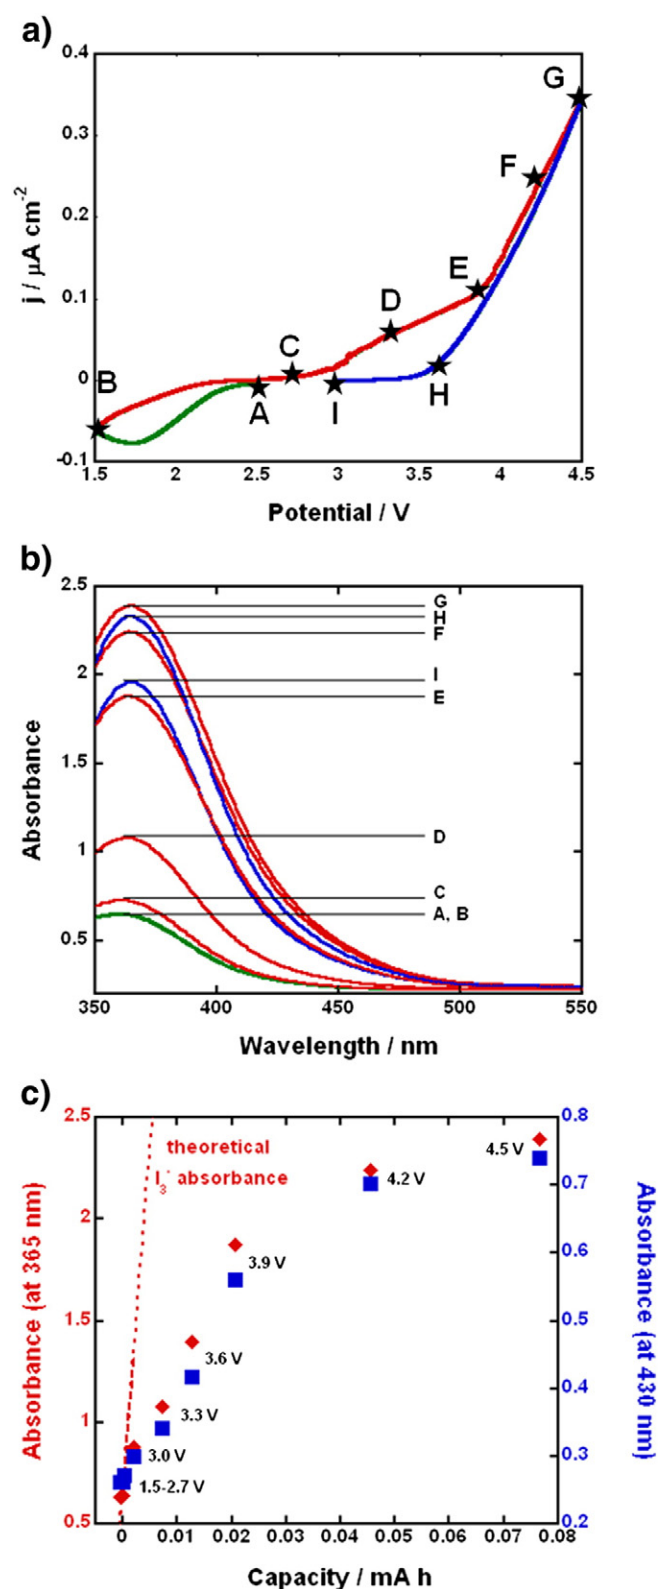 a)
0.4
0.3
0.2
0.1
0
-0.1
j / μA cm⁻²
G
F
E
D
C
B
A
I
H
1.5 2 2.5 3 3.5 4 4.5
Potential / V
b)
2.5
2
1.5
1
0.5
Absorbance
G
H
F
I
E
D
C
A, B
350 400 450 500 550
Wavelength / nm
c)
2.5
2
1.5
1
0.5
Absorbance (at 365 nm)
theoretical
I₃⁻ absorbance
4.5 V
4.2 V
3.9 V
3.6 V
3.3 V
3.0 V
1.5-2.7 V
0.8
0.7
0.6
0.5
0.4
0.3
0.2
Absorbance (at 430 nm)
0 0.01 0.02 0.03 0.04 0.05 0.06 0.07 0.08
Capacity / mA h